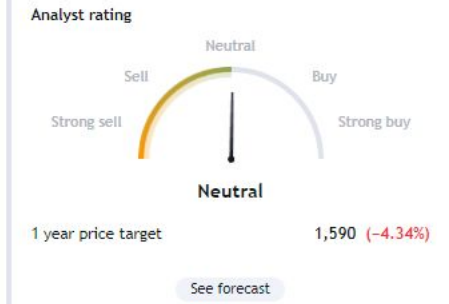 Analyst rating
Neutral
Sell
Buy
Strong sell
Strong buy
Neutral
1 year price target 1,590 (−4.34%)
See forecast